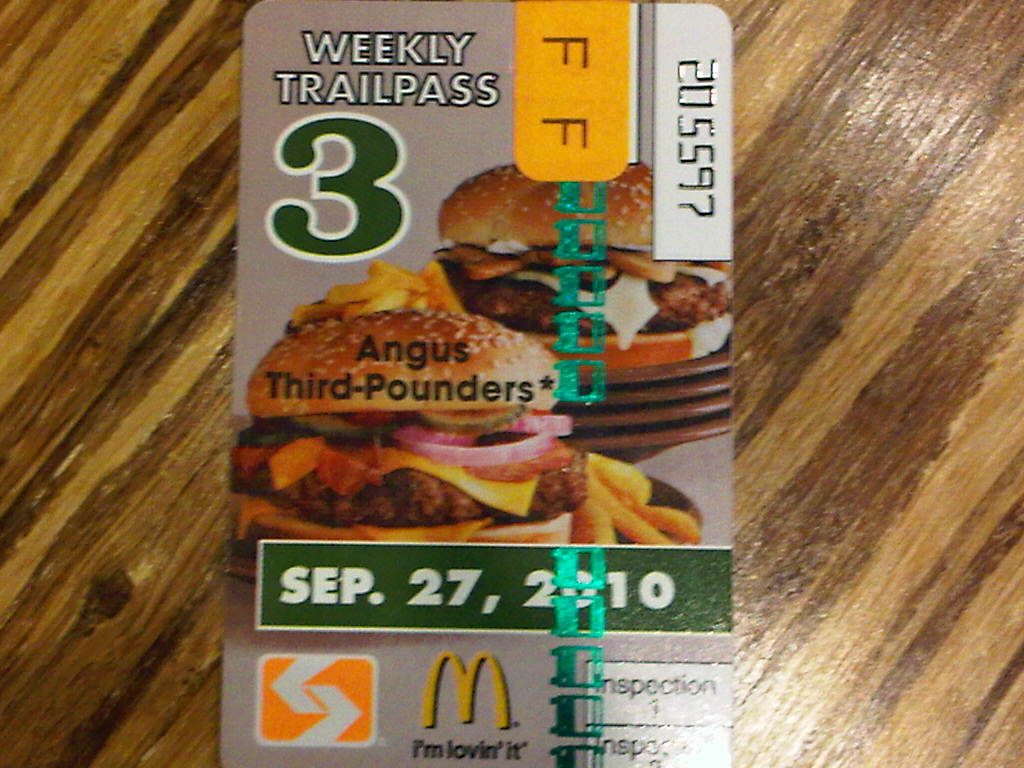 WEEKLY
TRAILPASS
3
F F
205597
Angus
Third-Pounders*
SEP. 27, 2010
M
i'm lovin' it
Inspection
1